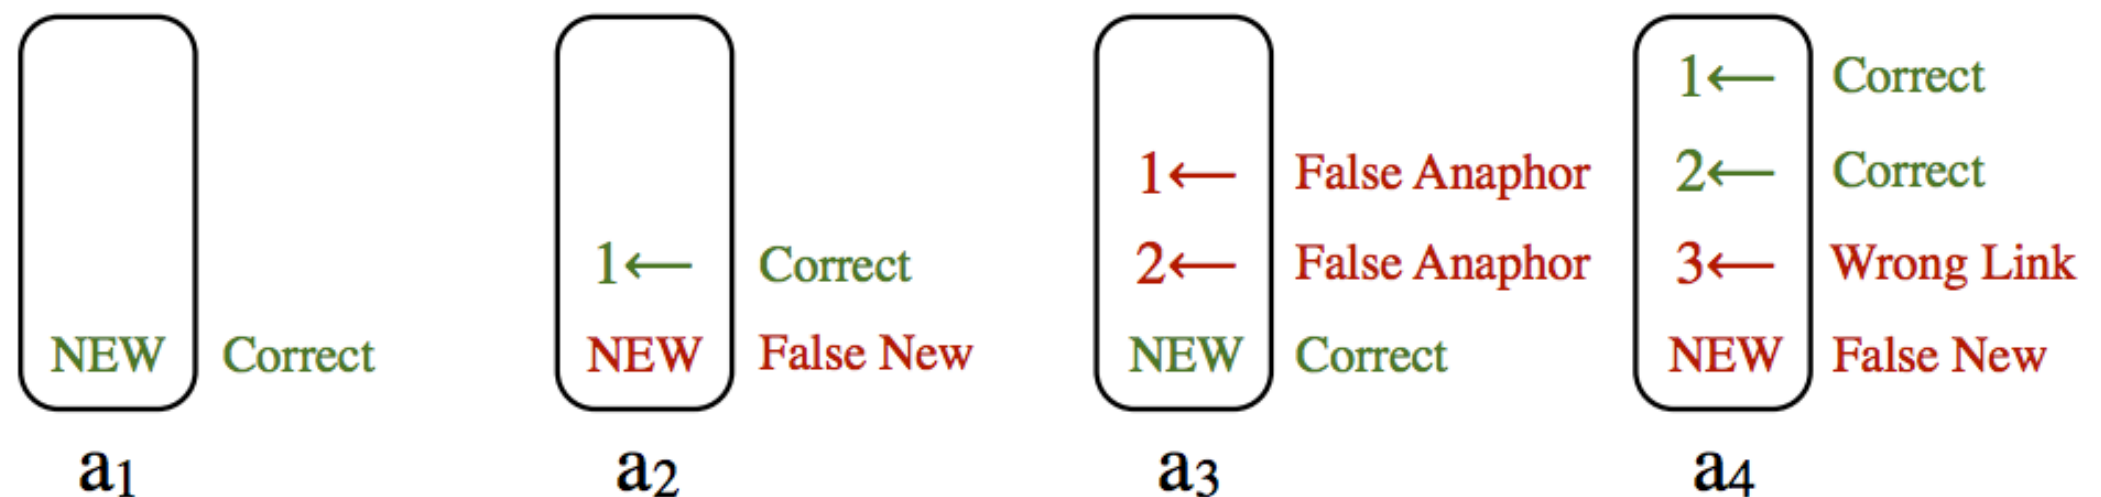 NEW Correct
a1
1← Correct
NEW False New
a2
1← False Anaphor
2← False Anaphor
NEW Correct
a3
1← Correct
2← Correct
3← Wrong Link
NEW False New
a4